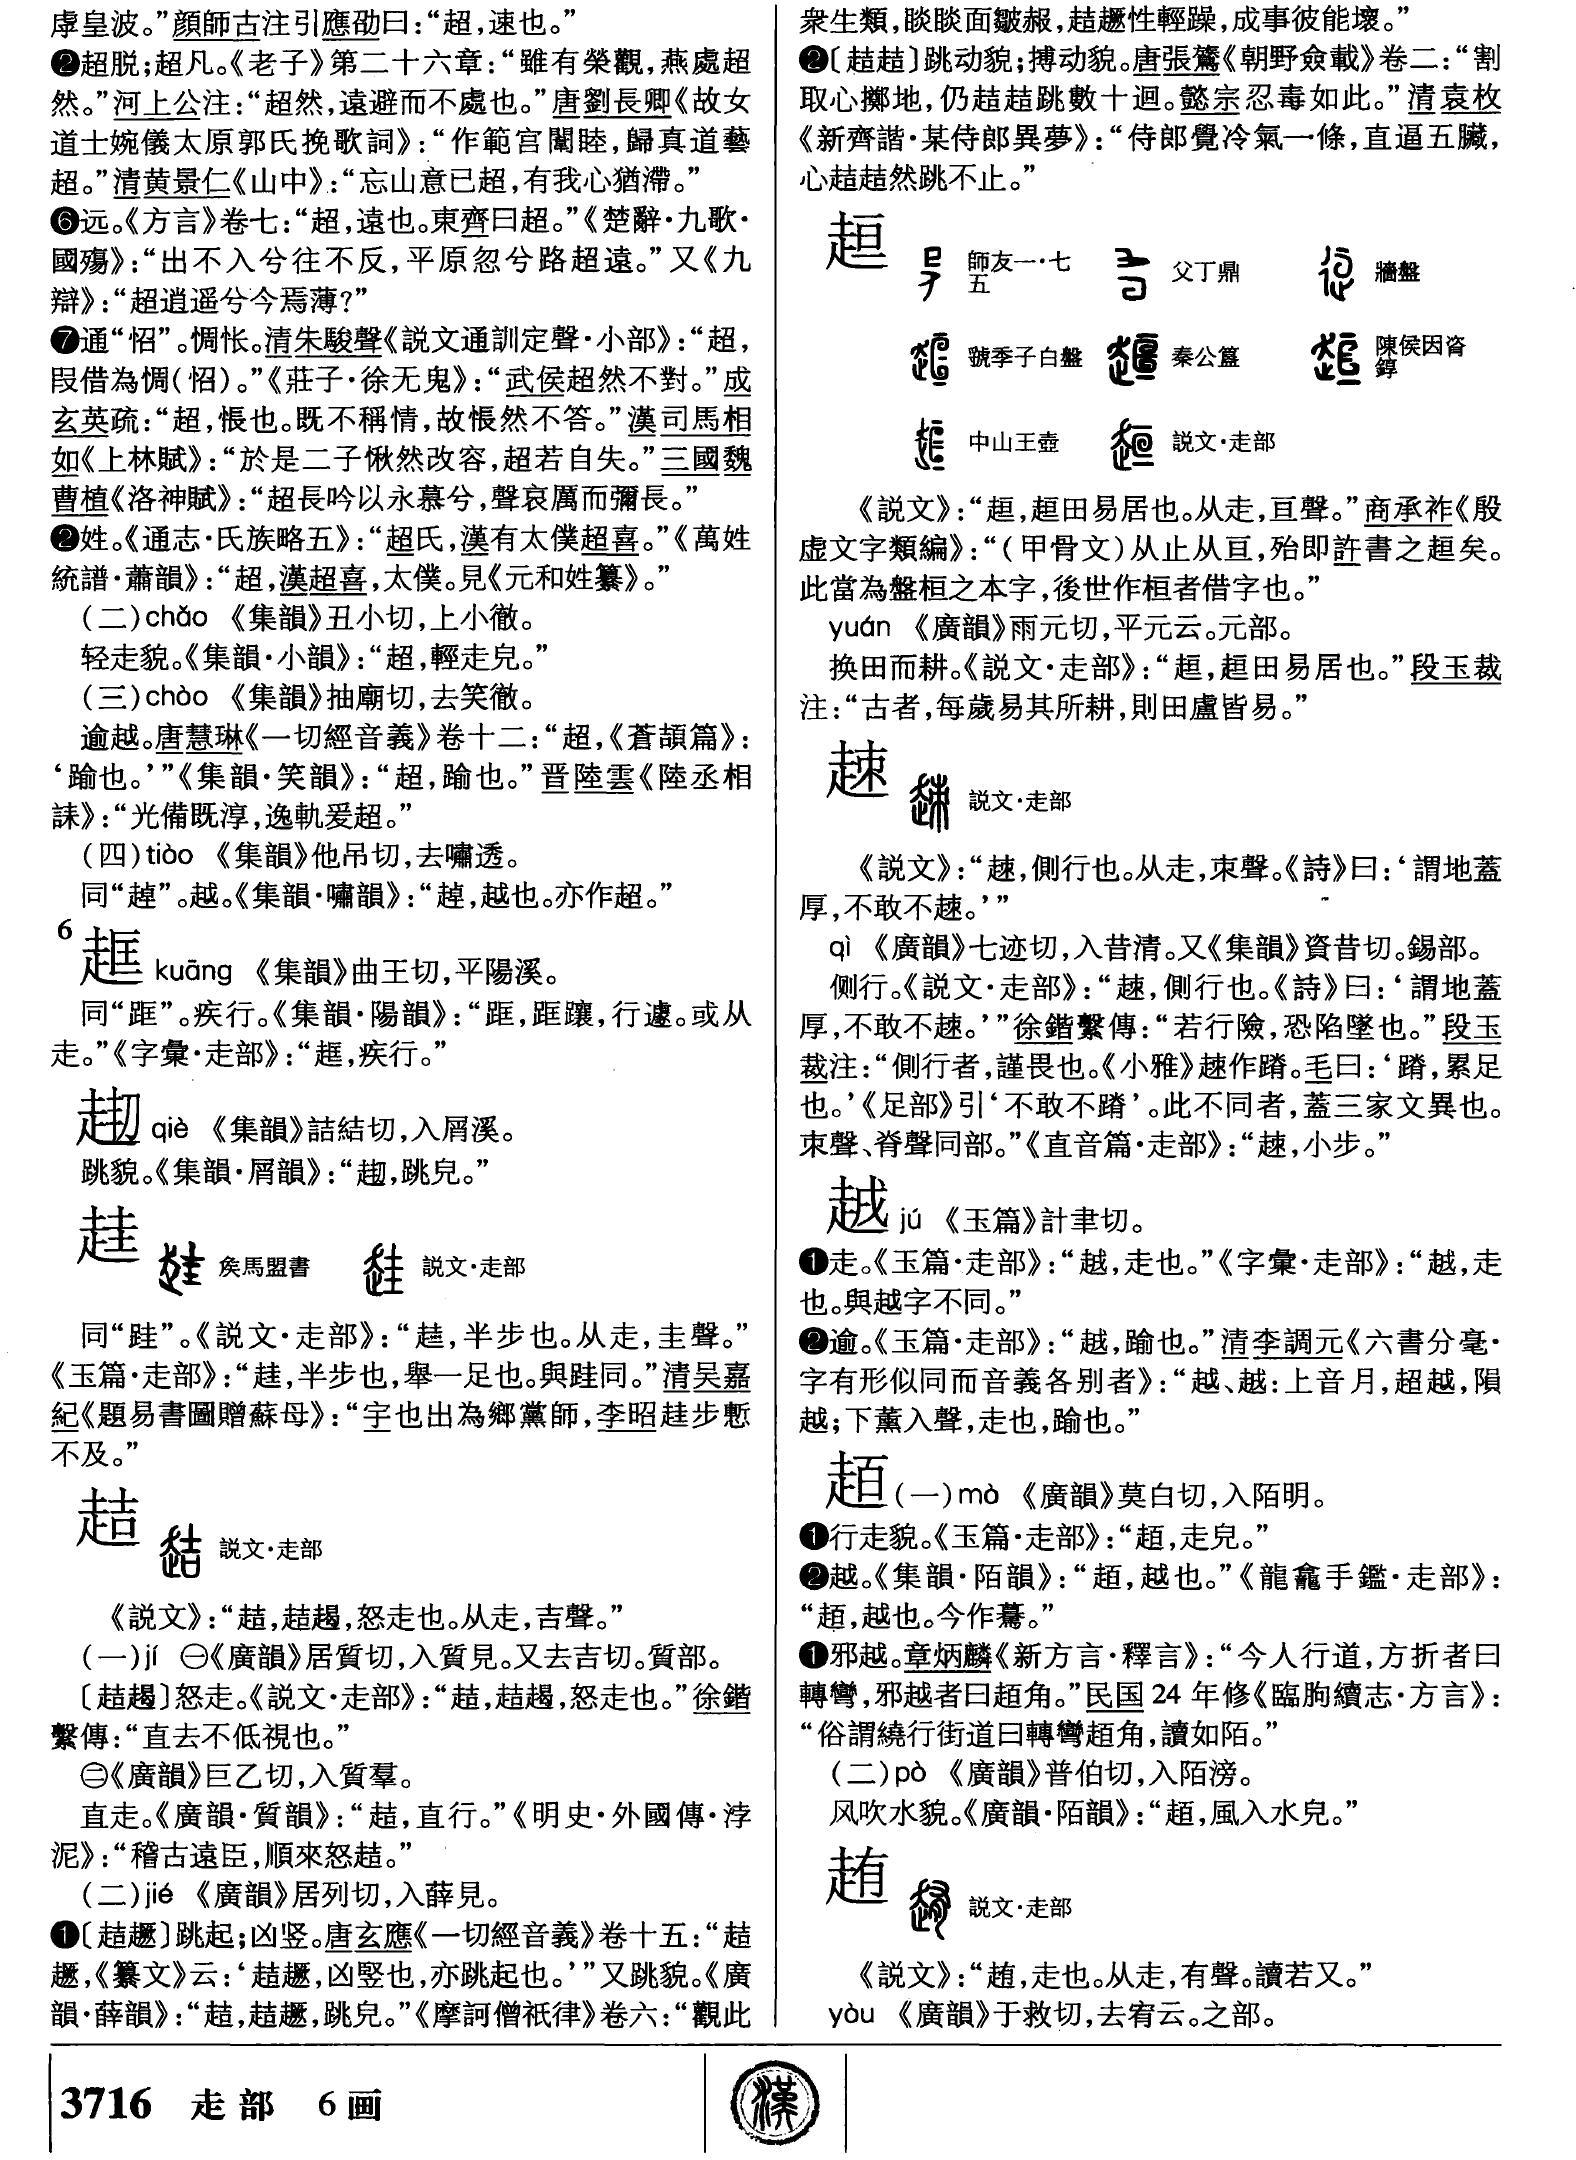 虖皇波。”顔師古注引應劭曰：“超，速也。”
❷超脱；超凡。《老子》第二十六章：“雖有榮觀，燕處超
然。”河上公注：“超然，遠避而不處也。”唐劉長卿《故女
道士婉儀太原郭氏挽歌詞》：“作範宫闈睦，歸真道藝
超。”清黄景仁《山中》：“忘山意已超，有我心猶滯。”
❻远。《方言》卷七：“超，遠也。東齊曰超。”《楚辭·九歌·
國殤》：“出不入兮往不反，平原忽兮路超遠。”又《九
辯》：“超逍遥兮今焉薄？”
❼通“怊”。惆怅。清朱駿聲《説文通訓定聲·小部》：“超，
叚借為惆（怊）。”《莊子·徐无鬼》：“武侯超然不對。”成
玄英疏：“超，悵也。既不稱情，故悵然不答。”漢司馬相
如《上林賦》：“於是二子愀然改容，超若自失。”三國魏
曹植《洛神賦》：“超長吟以永慕兮，聲哀厲而彌長。”
❷姓。《通志·氏族略五》：“超氏，漢有太僕超喜。”《萬姓
統譜·蕭韻》：“超，漢超喜，太僕。見《元和姓纂》。”
（二）chǎo 《集韻》丑小切，上小徹。
轻走貌。《集韻·小韻》：“超，輕走皃。”
（三）chào 《集韻》抽廟切，去笑徹。
逾越。唐慧琳《一切經音義》卷十二：“超，《蒼頡篇》：
‘踰也。’”《集韻·笑韻》：“超，踰也。”晋陸雲《陸丞相
誄》：“光備既淳，逸軌爰超。”
（四）tiào 《集韻》他吊切，去嘯透。
同“趠”。越。《集韻·嘯韻》：“趠，越也。亦作超。”
6
𧻔 kuāng 《集韻》曲王切，平陽溪。
同“距”。疾行。《集韻·陽韻》：“𨀕，𨀕躟，行遽。或从
走。”《字彙·走部》：“𧻔，疾行。”
qiè 《集韻》詰結切，入屑溪。
跳貌。《集韻·屑韻》：“，跳皃。”
趌 矦馬盟書 説文·走部
同“跬”。《説文·走部》：“𧻲，半步也。从走，圭聲。”
《玉篇·走部》：“𧻲，半步也，舉一足也。與跬同。”清吴嘉
紀《題易書圖贈蘇母》：“宇也出為鄉黨師，李昭𧻲步慙
不及。”
趌 説文·走部
《説文》：“趌，趌趨，怒走也。从走，吉聲。”
（一）jí ㊀《廣韻》居質切，入質見。又去吉切。質部。
〔趌趨〕怒走。《説文·走部》：“趌，趌趨，怒走也。”徐鍇
繫傳：“直去不低視也。”
㊁《廣韻》巨乙切，入質羣。
直走。《廣韻·質韻》：“趌，直行。”《明史·外國傳·浡
泥》：“稽古遠臣，順來怒趌。”
（二）jié 《廣韻》居列切，入薛見。
❶〔趌趰〕跳起；凶竖。唐玄應《一切經音義》卷十五：“趌
趰，《纂文》云：‘趌趰，凶竪也，亦跳起也。’”又跳貌。《廣
韻·薛韻》：“趌，趌趰，跳皃。”《摩訶僧祇律》卷六：“觀此
衆生類，睒睒面皺赧，趌趰性輕躁，成事彼能壞。”
❷〔趌趌〕跳动貌；搏动貌。唐張鷟《朝野僉載》卷二：“割
取心擲地，仍趌趌跳數十迴。懿宗忍毒如此。”清袁枚
《新齊諧·某侍郎異夢》：“侍郎覺冷氣一條，直逼五臟，
心趌趌然跳不止。”
趄 師友一·七五 父丁鼎 牆盤
虢季子白盤 秦公簋 陳侯因𦥝錞
中山王壺 説文·走部
《説文》：“趄，趄田易居也。从走，亘聲。”商承祚《殷
虚文字類編》：“（甲骨文）从止从亘，殆即許書之趄矣。
此當為盤桓之本字，後世作桓者借字也。”
yuán 《廣韻》雨元切，平元云。元部。
换田而耕。《説文·走部》：“趄，趄田易居也。”段玉裁
注：“古者，每歲易其所耕，則田盧皆易。”
𧻕 説文·走部
《説文》：“𧻕，側行也。从走，朿聲。《詩》曰：‘謂地蓋
厚，不敢不𧻕。’”
qì 《廣韻》七迹切，入昔清。又《集韻》資昔切。錫部。
侧行。《説文·走部》：“𧻕，側行也。《詩》曰：‘謂地蓋
厚，不敢不𧻕。’”徐鍇繫傳：“若行險，恐陷墜也。”段玉
裁注：“側行者，謹畏也。《小雅》𧻕作蹐。毛曰：‘蹐，累足
也。’《足部》引‘不敢不蹐’。此不同者，蓋三家文異也。
朿聲、脊聲同部。”《直音篇·走部》：“𧻕，小步。”
jú 《玉篇》計聿切。
❶走。《玉篇·走部》：“，走也。”《字彙·走部》：“，走
也。與越字不同。”
❷逾。《玉篇·走部》：“，踰也。”清李調元《六書分毫·
字有形似同而音義各别者》：“越、：上音月，超越，隕
越；下薰入聲，走也，踰也。”
趏（一）mò 《廣韻》莫白切，入陌明。
❶行走貌。《玉篇·走部》：“，走皃。”
❷越。《集韻·陌韻》：“，越也。”《龍龕手鑑·走部》：
“，越也。今作驀。”
❶邪越。章炳麟《新方言·釋言》：“今人行道，方折者曰
轉彎，邪越者曰角。”民国24年修《臨朐續志·方言》：
“俗謂繞行街道曰轉彎角，讀如陌。”
（二）pò 《廣韻》普伯切，入陌滂。
风吹水貌。《廣韻·陌韻》：“，風入水皃。”
䞥 説文·走部
《説文》：“，走也。从走，有聲。讀若又。”
yòu 《廣韻》于救切，去宥云。之部。
3716 走部 6画
漢